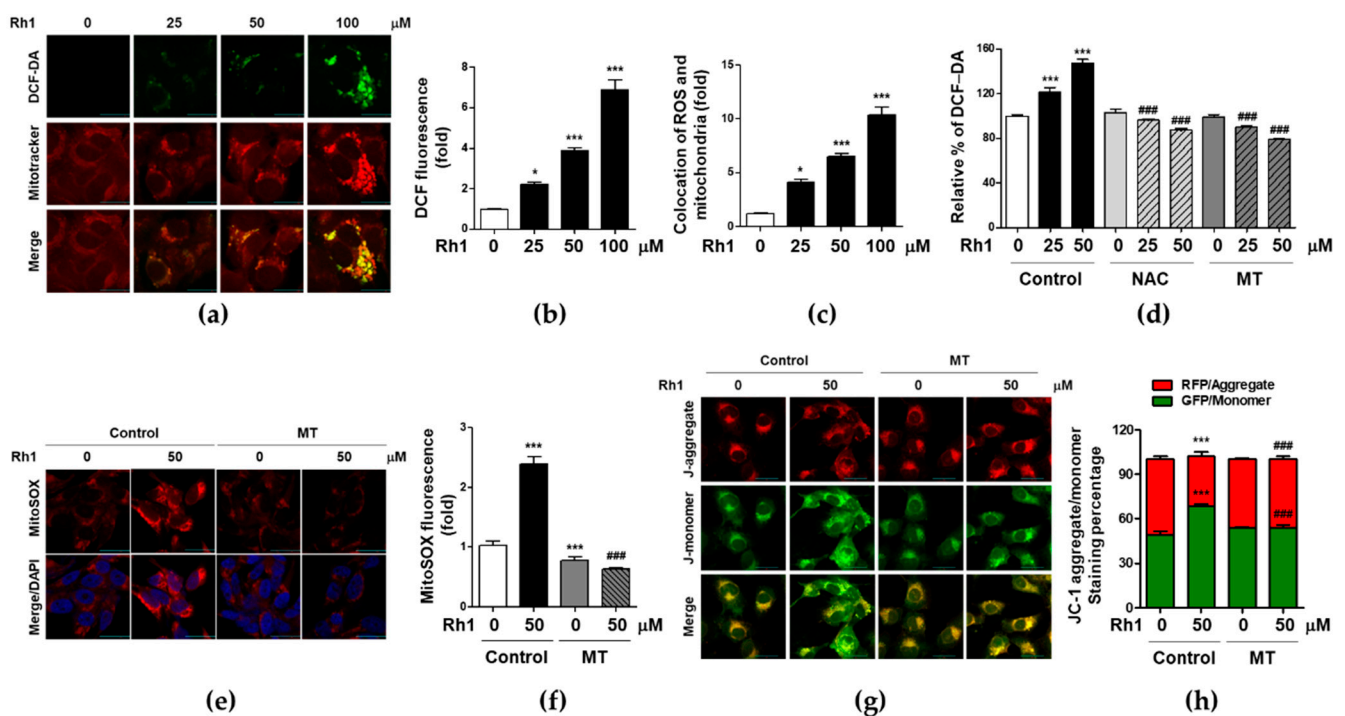 Rh1 0 25 50 100 μM
DCF-DA
Mitotracker
Merge
(a)
DCF fluorescence
(fold)
8
6
4
2
0
*
***
***
Rh1 0 25 50 100 μM
(b)
Colocation of ROS and
mitochondria (fold)
15
10
5
0
*
***
***
Rh1 0 25 50 100 μM
(c)
Relative % of DCF-DA
160
120
80
40
0
***
***
###
###
###
###
0 25 50 0 25 50 0 25 50 μM
Control NAC MT
(d)
Control MT
Rh1 0 50 0 50 μM
MitoSOX
Merge/DAPI
(e)
MitoSOX fluorescence
(fold)
3
2
1
0
***
***
###
Rh1 0 50 0 50 μM
Control MT
(f)
Control MT
Rh1 0 50 0 50 μM
J-aggregate
J-monomer
Merge
(g)
RFP/Aggregate
GFP/Monomer
JC-1 aggregate/monomer
Staining percentage
120
90
60
30
0
***
***
###
###
0 50 0 50 μM
Control MT
(h)